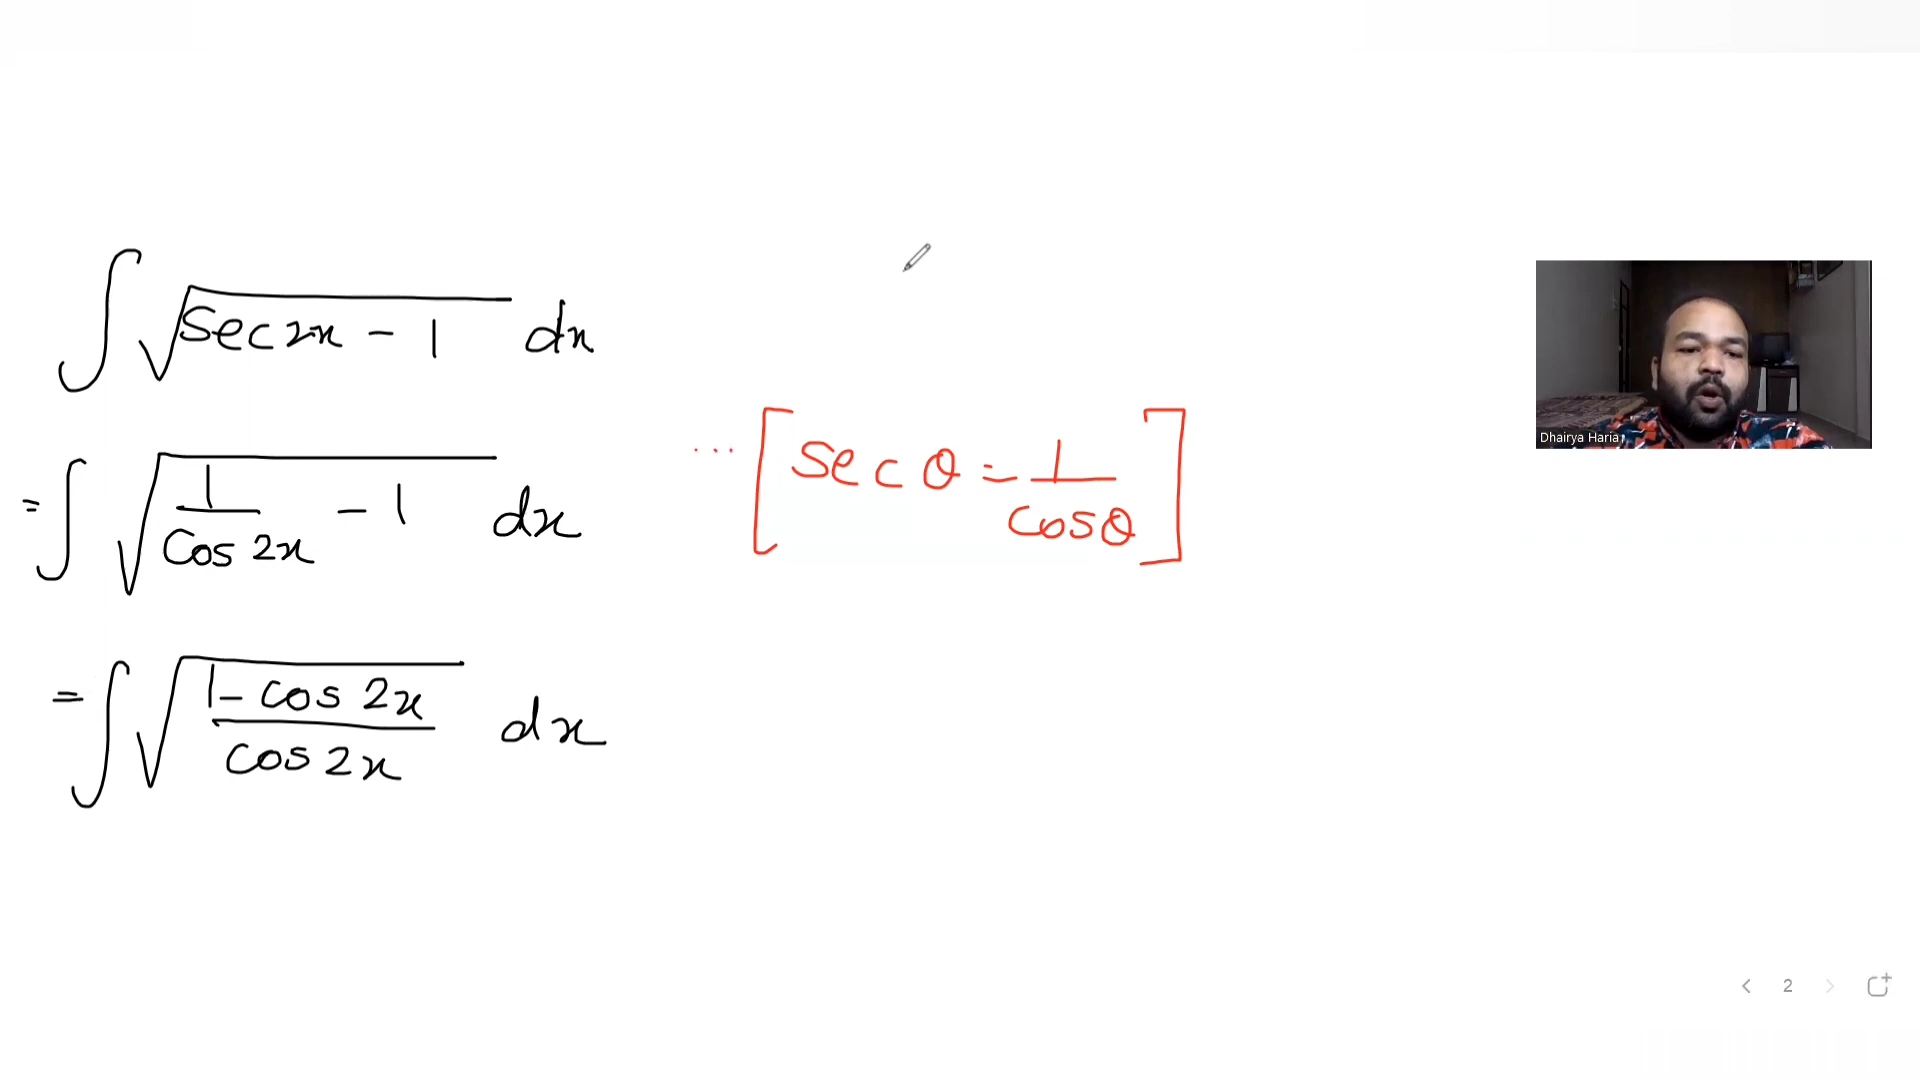 ∫ √(sec 2x - 1) dx
= ∫ √(1/cos 2x - 1) dx
... [sec θ = 1/cos θ]
= ∫ √((1 - cos 2x)/cos 2x) dx
Dhairya Haria
2